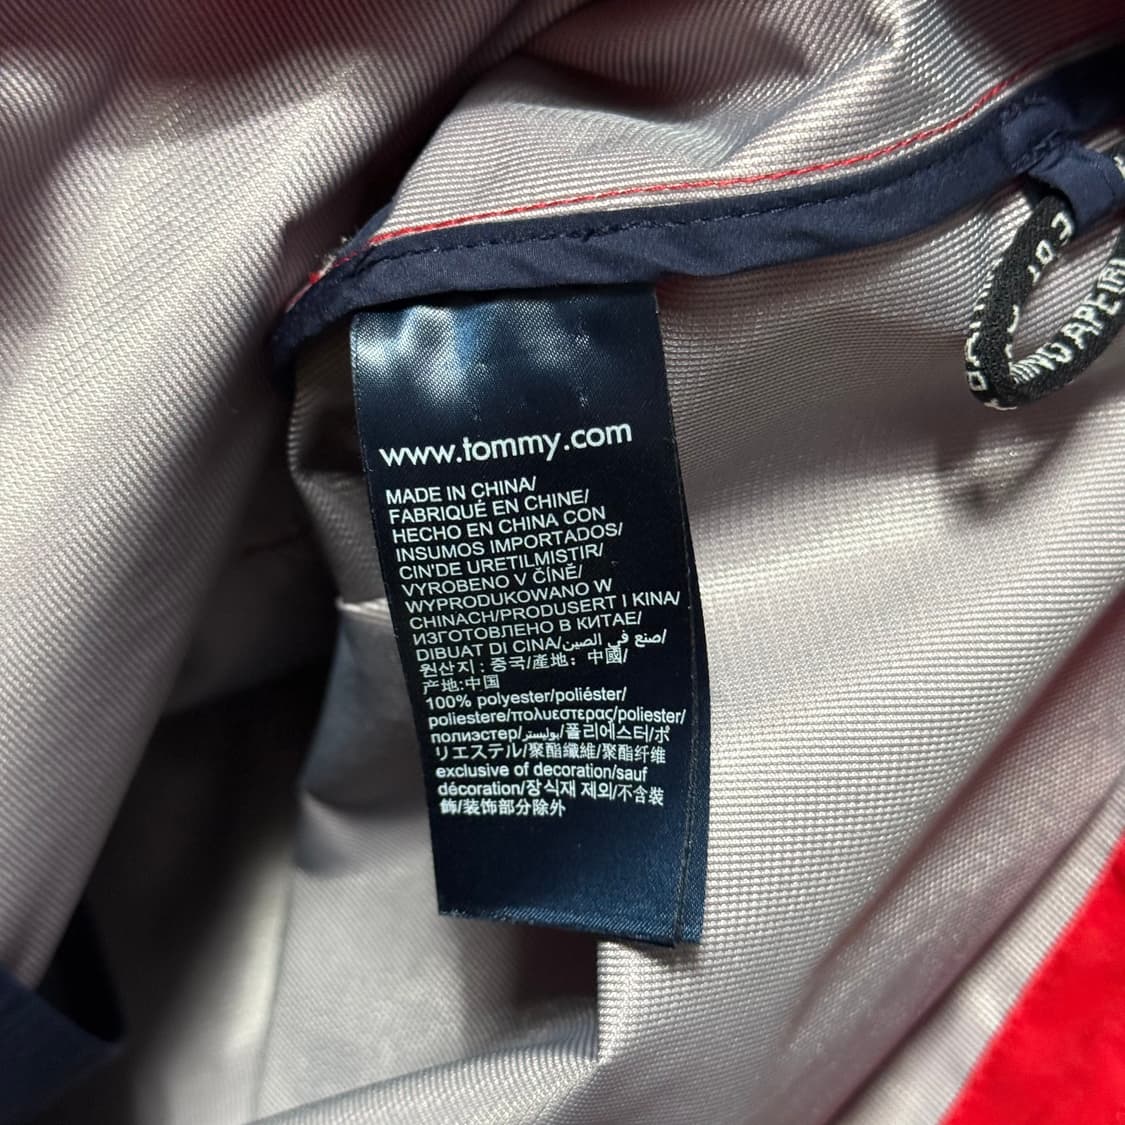 www.tommy.com
MADE IN CHINA/
FABRIQUÉ EN CHINE/
HECHO EN CHINA CON
INSUMOS IMPORTADOS/
CIN'DE URETILMISTIR/
VYROBENO V ČÍNĚ/
WYPRODUKOWANO W
CHINACH/PRODUSERT I KINA/
ИЗГОТОВЛЕНО В КИТАЕ/
DIBUAT DI CINA/صنع في الصين/
원산지 : 중국/產地：中國/
产地:中国
100% polyester/poliéster/
poliestere/πολυεστερας/poliester/
полиэстер/بوليستر/폴리에스터/ポ
リエステル/聚酯纖維/聚酯纤维
exclusive of decoration/sauf
décoration/장식재 제외/不含裝
飾/装饰部分除外
APE